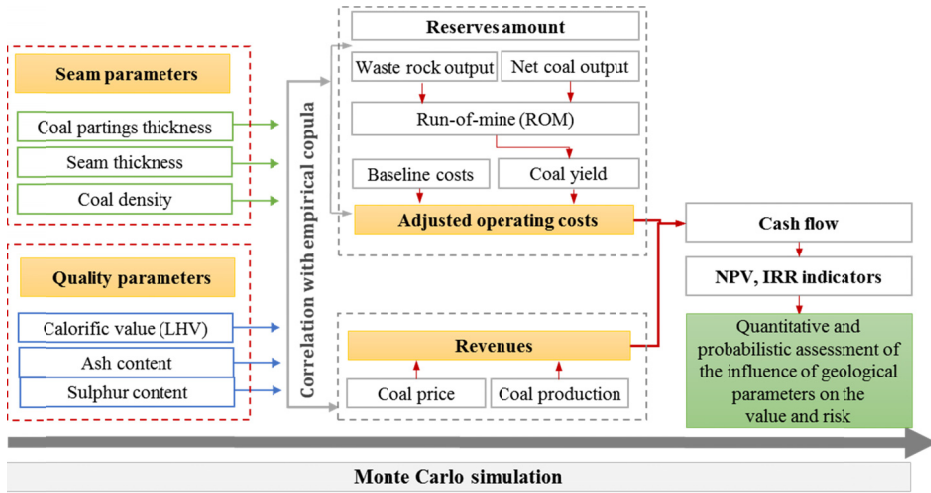 Seam parameters
Coal partings thickness
Seam thickness
Coal density
Quality parameters
Calorific value (LHV)
Ash content
Sulphur content
Correlation with empirical copula
Reserves amount
Waste rock output
Net coal output
Run-of-mine (ROM)
Baseline costs
Coal yield
Adjusted operating costs
Revenues
Coal price
Coal production
Cash flow
NPV, IRR indicators
Quantitative and
probabilistic assessment of
the influence of geological
parameters on the
value and risk
Monte Carlo simulation